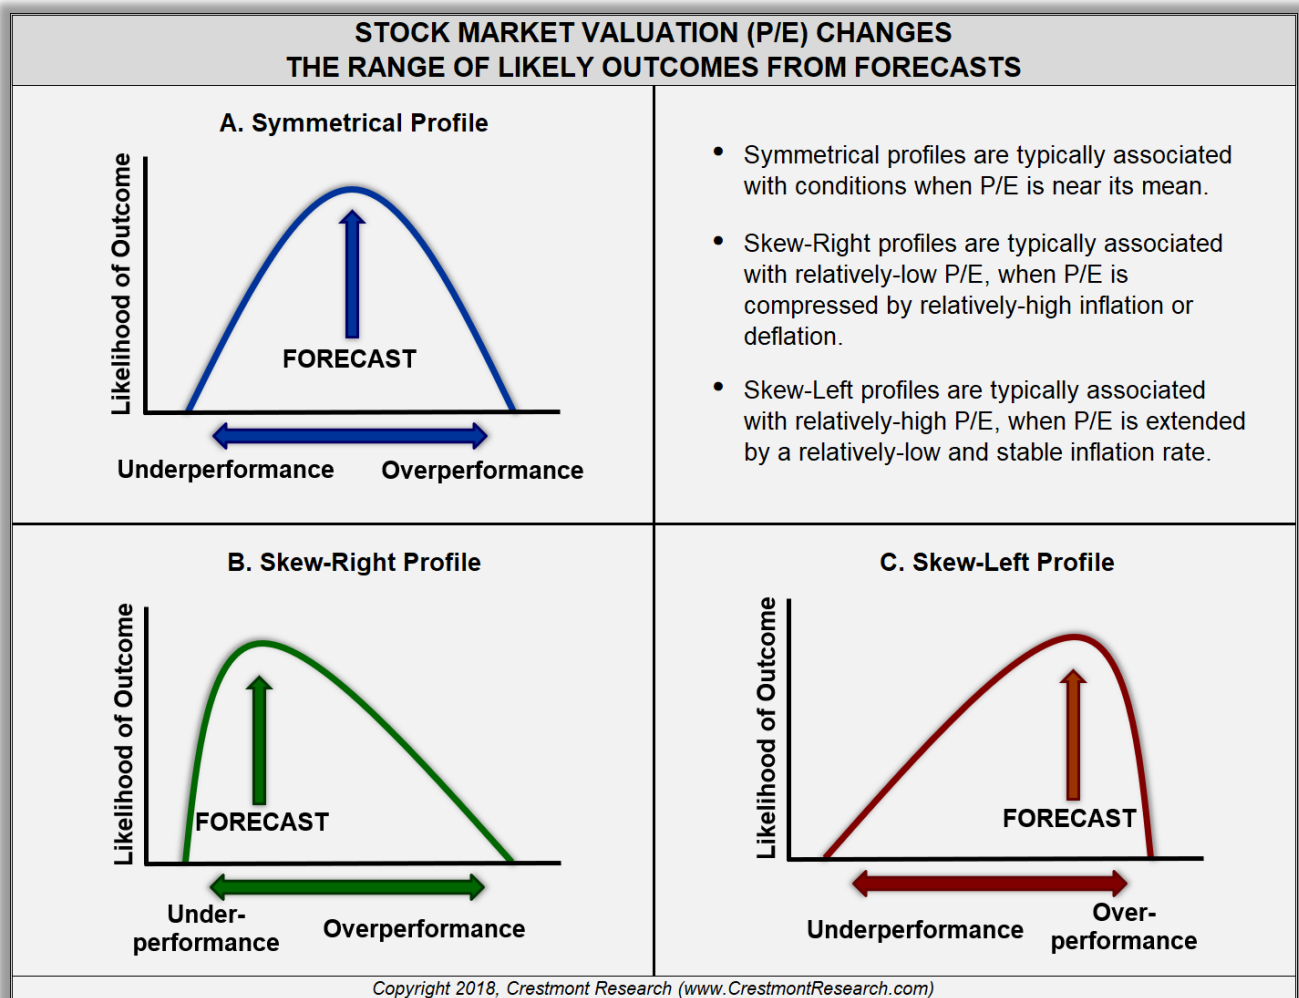 STOCK MARKET VALUATION (P/E) CHANGES
THE RANGE OF LIKELY OUTCOMES FROM FORECASTS
A. Symmetrical Profile
Likelihood of Outcome
FORECAST
Underperformance
Overperformance
• Symmetrical profiles are typically associated
with conditions when P/E is near its mean.
• Skew-Right profiles are typically associated
with relatively-low P/E, when P/E is
compressed by relatively-high inflation or
deflation.
• Skew-Left profiles are typically associated
with relatively-high P/E, when P/E is extended
by a relatively-low and stable inflation rate.
B. Skew-Right Profile
Likelihood of Outcome
FORECAST
Under-
performance
Overperformance
C. Skew-Left Profile
Likelihood of Outcome
FORECAST
Underperformance
Over-
performance
Copyright 2018, Crestmont Research (www.CrestmontResearch.com)